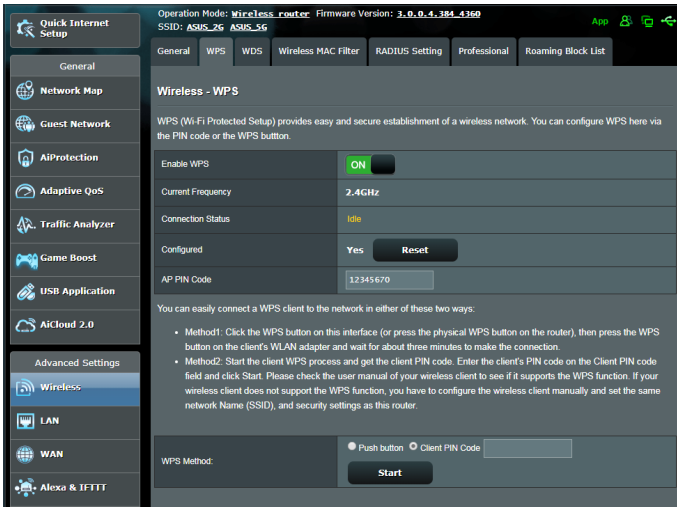 Quick Internet
Setup
Operation Mode: Wireless router Firmware Version: 3.0.0.4.384_4360
SSID: ASUS_2G ASUS_5G
App
General WPS WDS Wireless MAC Filter RADIUS Setting Professional Roaming Block List
General
Network Map
Guest Network
AiProtection
Adaptive QoS
Traffic Analyzer
Game Boost
USB Application
AiCloud 2.0
Advanced Settings
Wireless
LAN
WAN
Alexa & IFTTT
Wireless - WPS
WPS (Wi-Fi Protected Setup) provides easy and secure establishment of a wireless network. You can configure WPS here via
the PIN code or the WPS buttton.
Enable WPS ON
Current Frequency 2.4GHz
Connection Status Idle
Configured Yes Reset
AP PIN Code 12345670
You can easily connect a WPS client to the network in either of these two ways:
• Method1: Click the WPS button on this interface (or press the physical WPS button on the router), then press the WPS
button on the client's WLAN adapter and wait for about three minutes to make the connection.
• Method2: Start the client WPS process and get the client PIN code. Enter the client's PIN code on the Client PIN code
field and click Start. Please check the user manual of your wireless client to see if it supports the WPS function. If your
wireless client does not support the WPS function, you have to configure the wireless client manually and set the same
network Name (SSID), and security settings as this router.
WPS Method: Push button Client PIN Code
Start